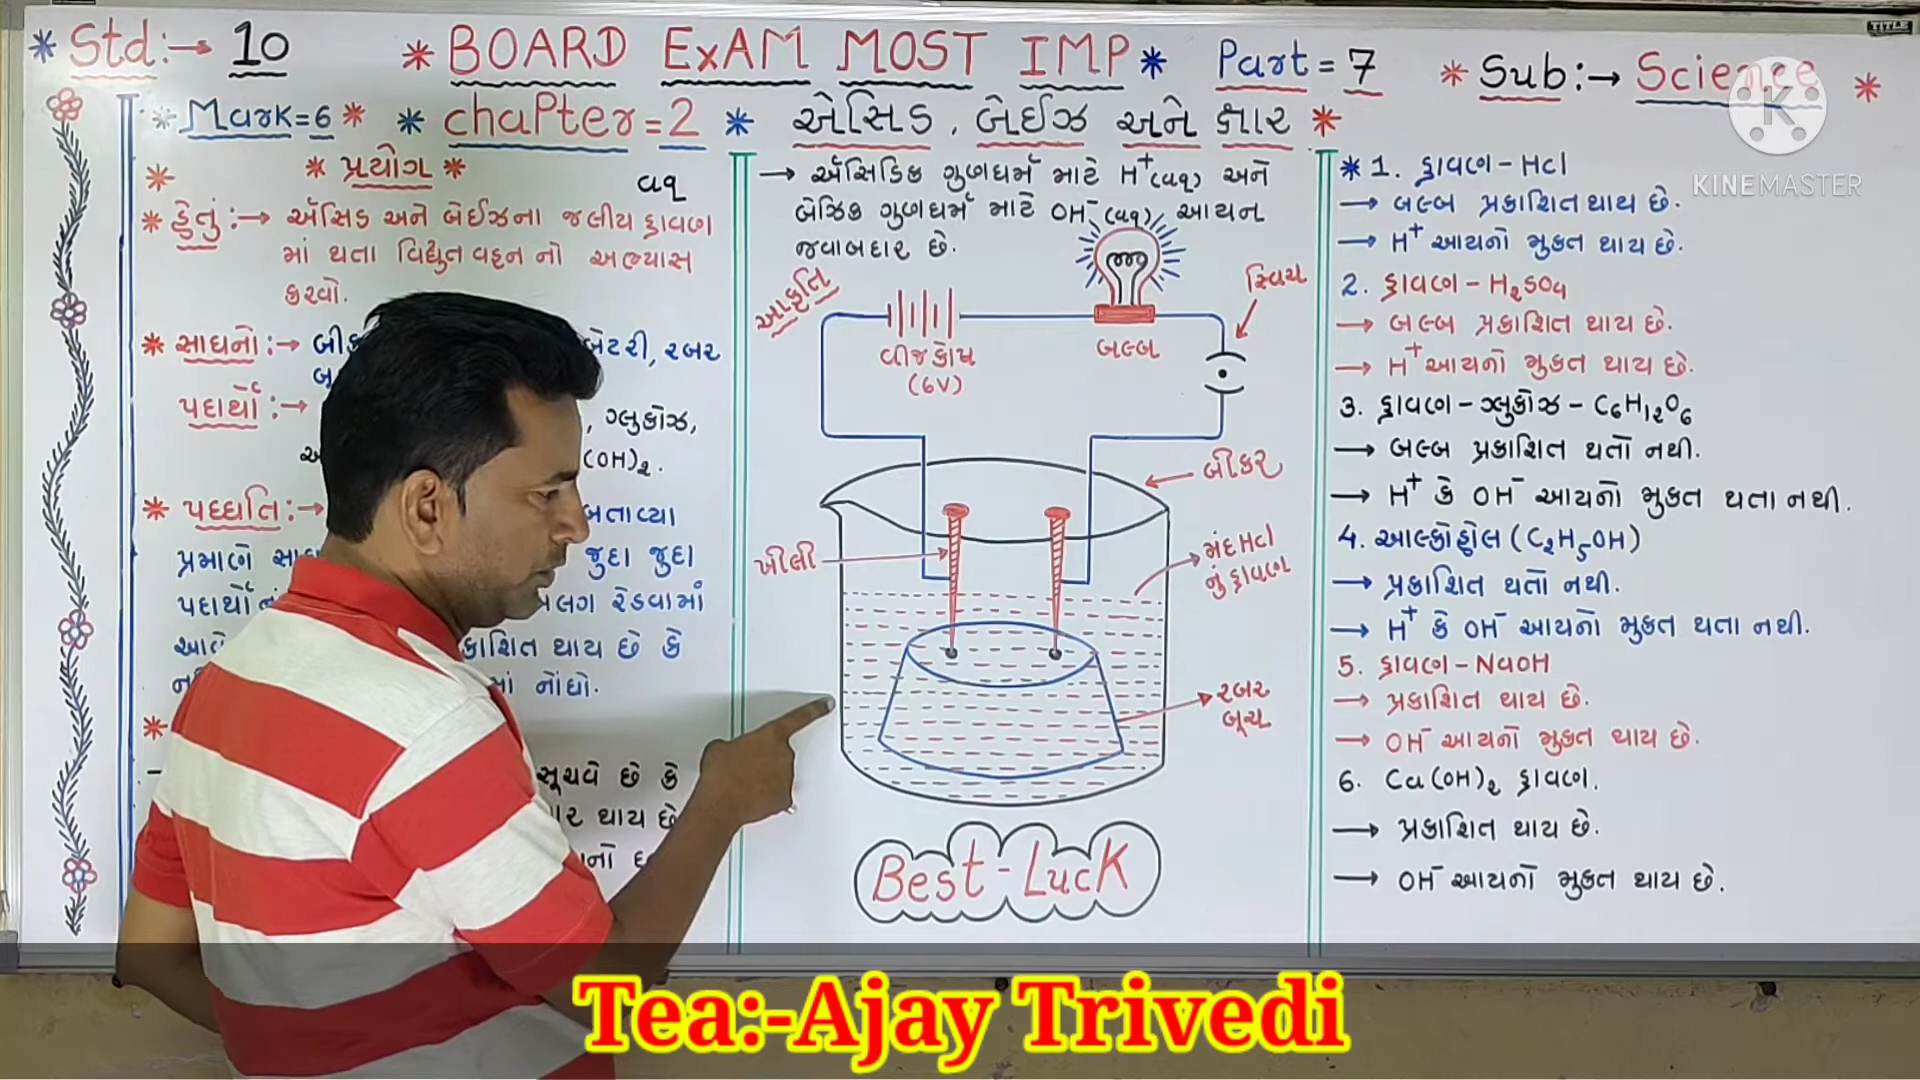 TITLE
* Std:→ 10 * BOARD EXAM MOST IMP * Part = 7 * Sub:→ Science *
KINEMASTER
* Mark=6 * * chapter=2 * એસિડ, બેઈઝ અને ક્ષાર *
* પ્રયોગ *
aq
* હેતું :→ ઍસિડ અને બેઈઝના જલીય દ્રાવણ
માં થતા વિદ્યુતવહન નો અભ્યાસ
કરવો.
* સાધનો :→ બેટરી, રબર
પદાર્થો :→ , ગ્લુકોઝ,
(OH)₂.
* પધ્ધતિ :→ બતાવ્યા
પ્રમાણે જુદા જુદા
પદાર્થો રેડવામાં
થાય છે કે
નોંધો.
સૂચવે છે કે
થાય છે
→ ઍસિડિક ગુણધર્મ માટે H⁺(aq) અને
બેઝિક ગુણધર્મ માટે OH⁻(aq) આયન
જવાબદાર છે.
આકૃતિ
સ્વિચ
વીજકોષ
(6V)
બલ્બ
બીકર
ખીલી
મંદ Hcl
નું દ્રાવણ
રબર
બૂચ
Best-Luck
* 1. દ્રાવણ - Hcl
→ બલ્બ પ્રકાશિત થાય છે.
→ H⁺ આયનો મુક્ત થાય છે.
2. દ્રાવણ - H₂SO₄
→ બલ્બ પ્રકાશિત થાય છે.
→ H⁺ આયનો મુક્ત થાય છે.
3. દ્રાવણ - ગ્લુકોઝ - C₆H₁₂O₆
→ બલ્બ પ્રકાશિત થતો નથી.
→ H⁺ કે OH⁻ આયનો મુક્ત થતા નથી.
4. આલ્કોહોલ (C₂H₅OH)
→ પ્રકાશિત થતો નથી.
→ H⁺ કે OH⁻ આયનો મુક્ત થતા નથી.
5. દ્રાવણ - NaOH
→ પ્રકાશિત થાય છે.
→ OH⁻ આયનો મુક્ત થાય છે.
6. Ca(OH)₂ દ્રાવણ.
→ પ્રકાશિત થાય છે.
→ OH⁻ આયનો મુક્ત થાય છે.
Tea:-Ajay Trivedi